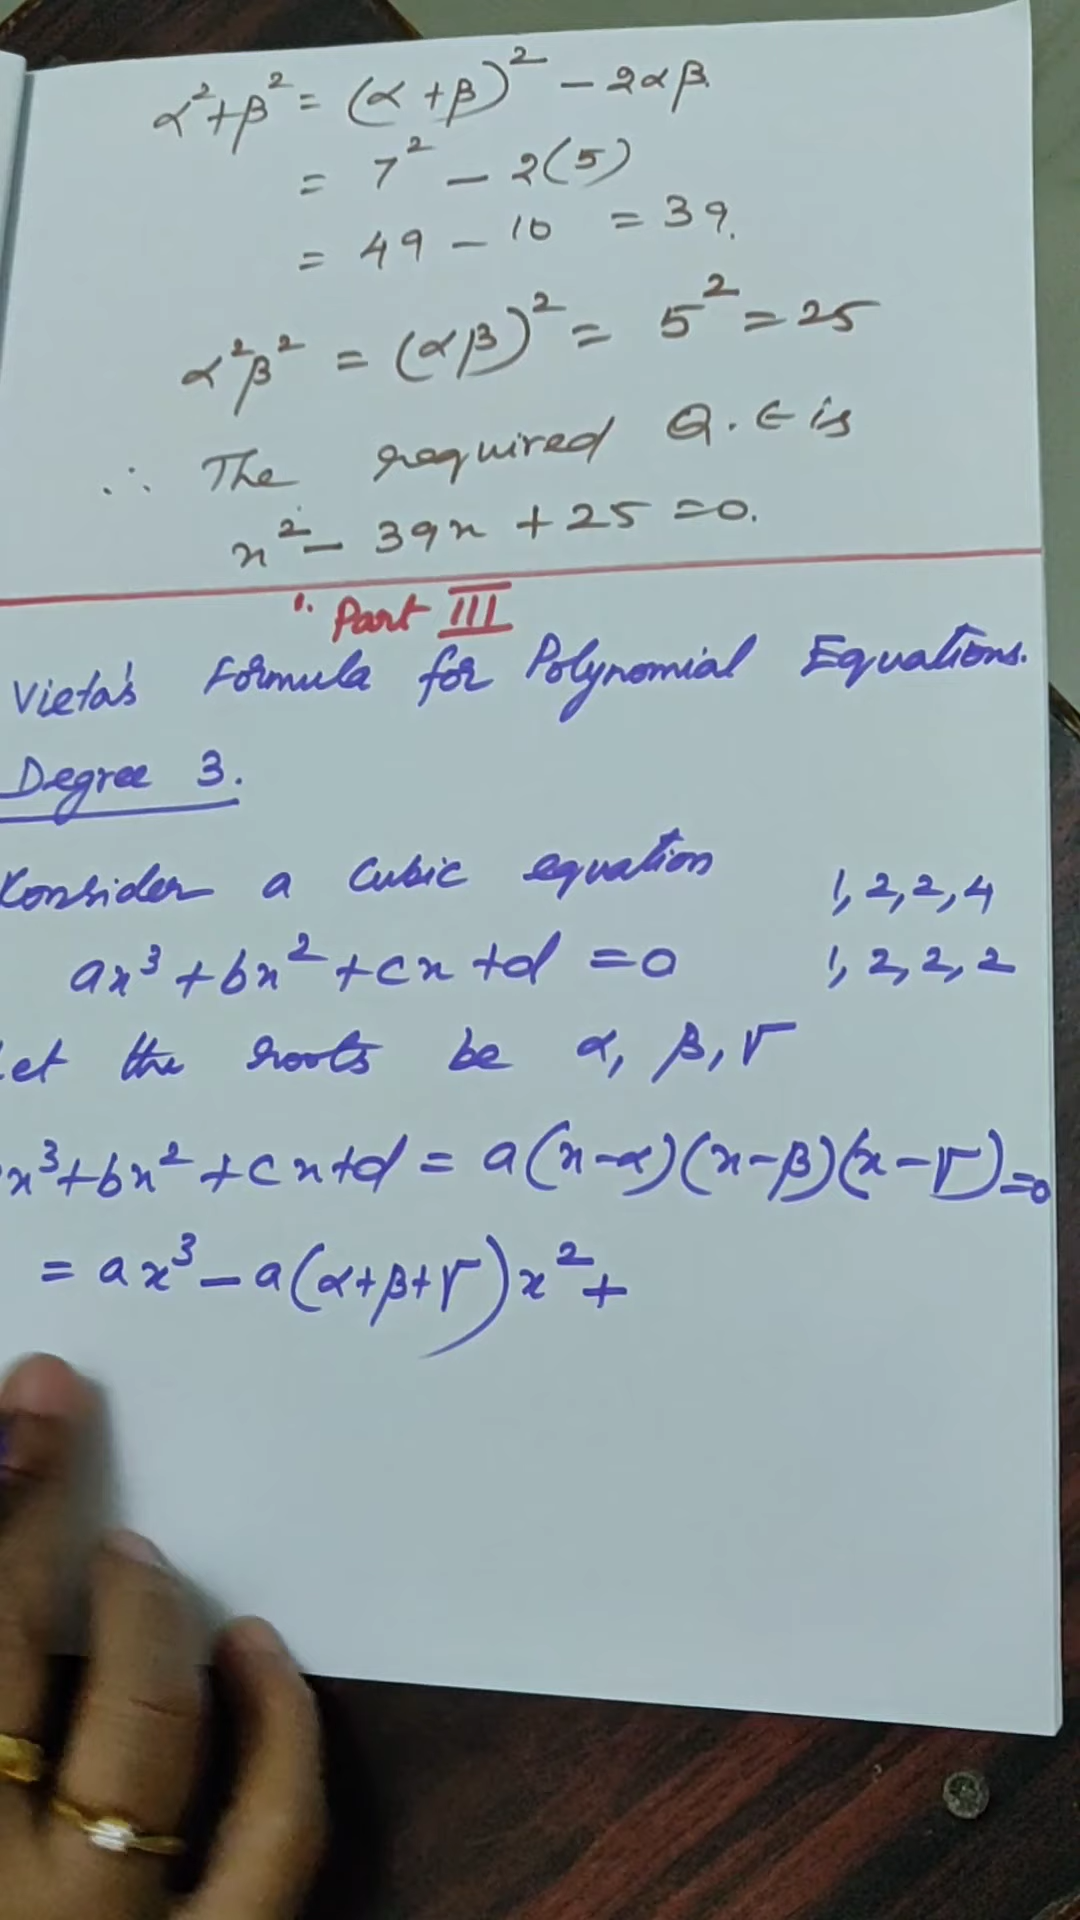 α²+β² = (α+β)² - 2αβ.
= 7² - 2(5)
= 49 - 10 = 39.
α²β² = (αβ)² = 5² = 25
∴ The required Q.E is
x² - 39x + 25 = 0.
Part III
Vieta's Formula for Polynomial Equations.
Degree 3.
Consider a Cubic equation
1, 2, 2, 4
ax³ + bx² + cx + d = 0
1, 2, 2, 2
Let the roots be α, β, γ
x³ + bx² + cx + d = a(x-α)(x-β)(x-γ) = 0
= ax³ - a(α+β+γ)x² +